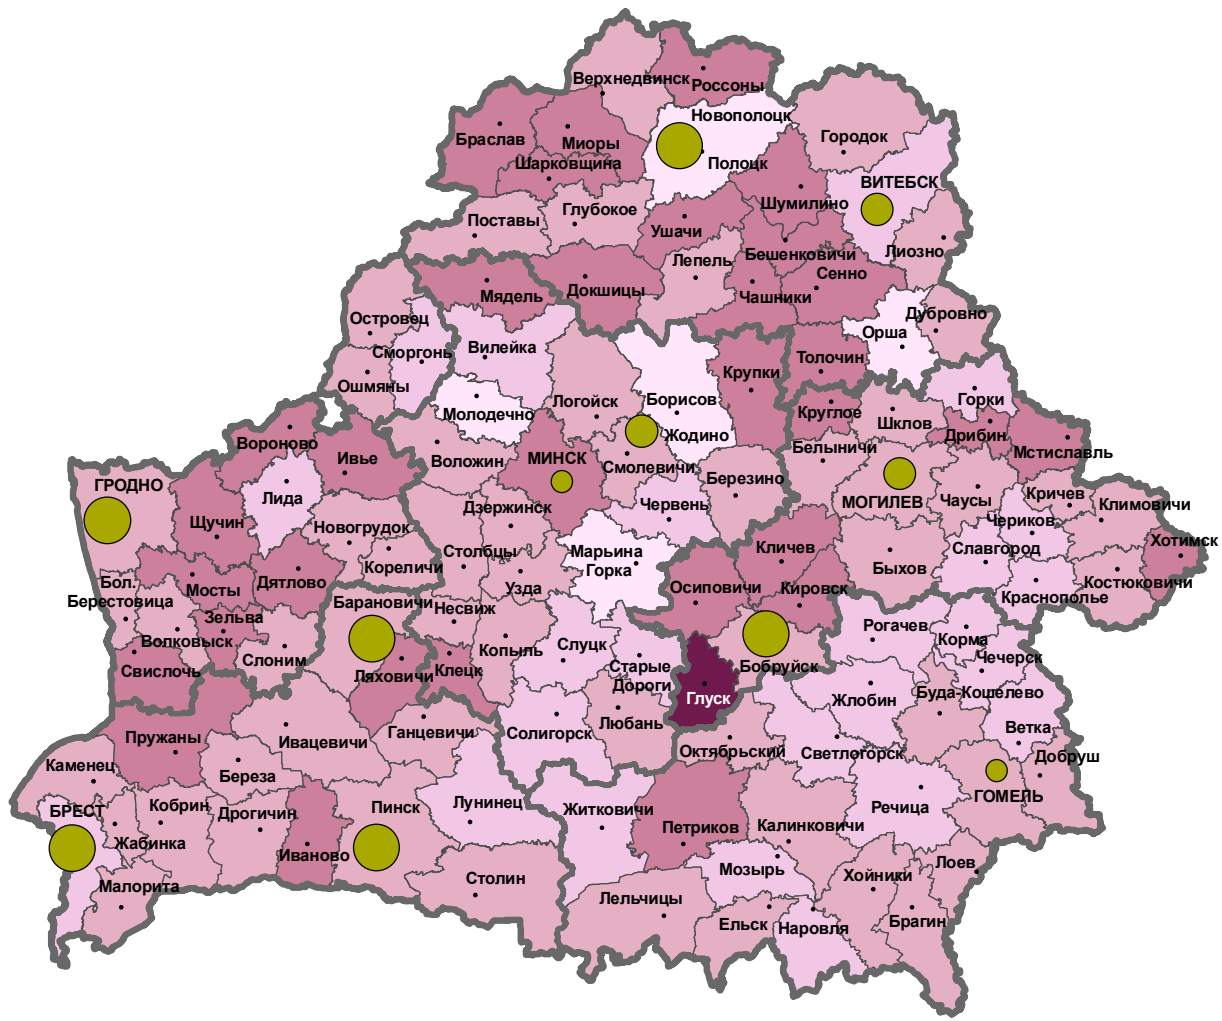 Верхнедвинск
Россоны
Новополоцк
Браслав
Миоры
Городок
Шарковщина
Полоцк
ВИТЕБСК
Шумилино
Поставы
Глубокое
Ушачи
Лиозно
Бешенковичи
Лепель
Сенно
Мядель
Докшицы
Чашники
Островец
Дубровно
Орша
Сморгонь
Вилейка
Толочин
Ошмяны
Крупки
Логойск
Борисов
Горки
Молодечно
Круглое
Шклов
Вороново
Жодино
Дрибин
Белыничи
Мстиславль
Ивье
Воложин
МИНСК
Смолевичи
ГРОДНО
Березино
Лида
МОГИЛЕВ
Чаусы
Кричев
Климовичи
Червень
Дзержинск
Щучин
Новогрудок
Чериков
Хотимск
Столбцы
Марьина
Горка
Кличев
Славгород
Кореличи
Быхов
Бол.
Берестовица
Мосты
Дятлово
Узда
Осиповичи
Кировск
Костюковичи
Краснополье
Барановичи
Несвиж
Зельва
Рогачев
Волковыск
Слуцк
Корма
Копыль
Слоним
Старые
Дороги
Бобруйск
Чечерск
Свислочь
Ляховичи
Клецк
Глуск
Жлобин
Буда-Кошелево
Любань
Ветка
Пружаны
Ивацевичи
Ганцевичи
Солигорск
Октябрьский
Светлогорск
Добруш
Каменец
Береза
ГОМЕЛЬ
БРЕСТ
Кобрин
Дрогичин
Пинск
Лунинец
Житковичи
Речица
Петриков
Калинковичи
Жабинка
Иваново
Лоев
Мозырь
Хойники
Малорита
Столин
Лельчицы
Ельск
Наровля
Брагин